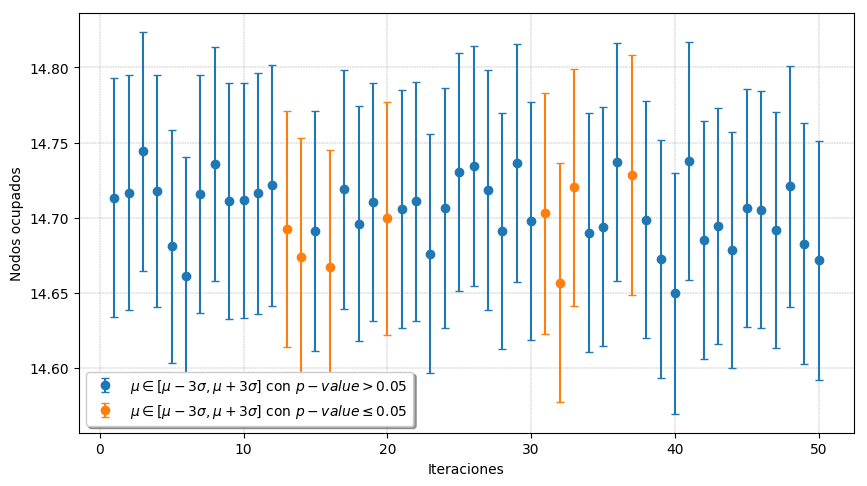 Nodos ocupados
14.80
14.75
14.70
14.65
14.60
μ ∈ [μ − 3σ, μ + 3σ] con p − value > 0.05
μ ∈ [μ − 3σ, μ + 3σ] con p − value ≤ 0.05
0 10 20 30 40 50
Iteraciones